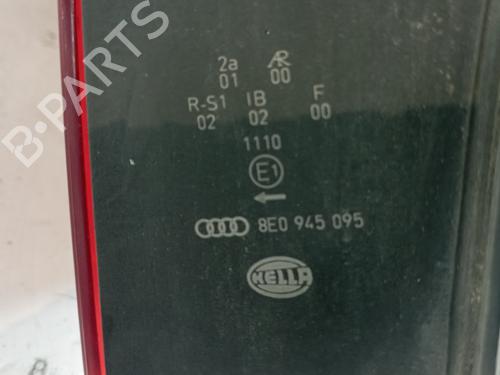 B-PARTS
2a AR
01 00
R-S1 IB F
02 02 00
1110
E1
8E0 945 095
HELLA